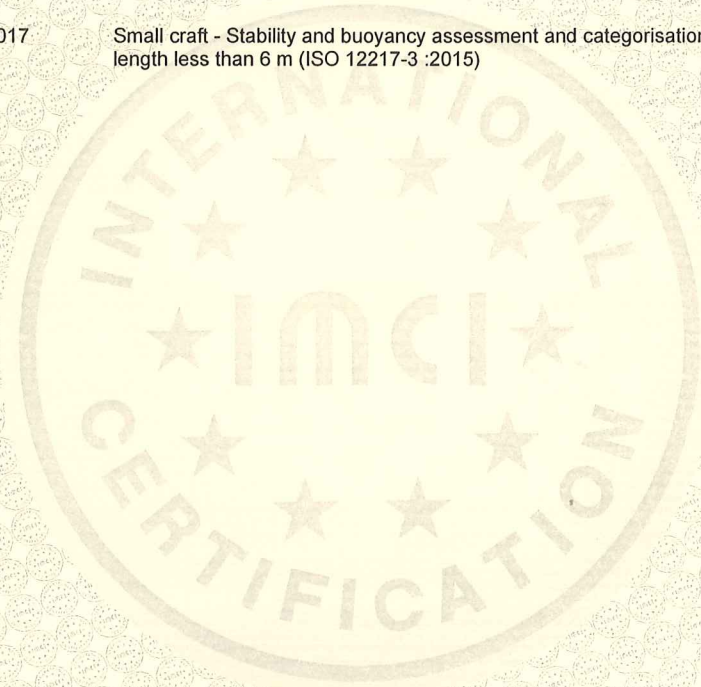 017 Small craft - Stability and buoyancy assessment and categorisation
length less than 6 m (ISO 12217-3 :2015)
INTERNATIONAL
IMCI
CERTIFICATION